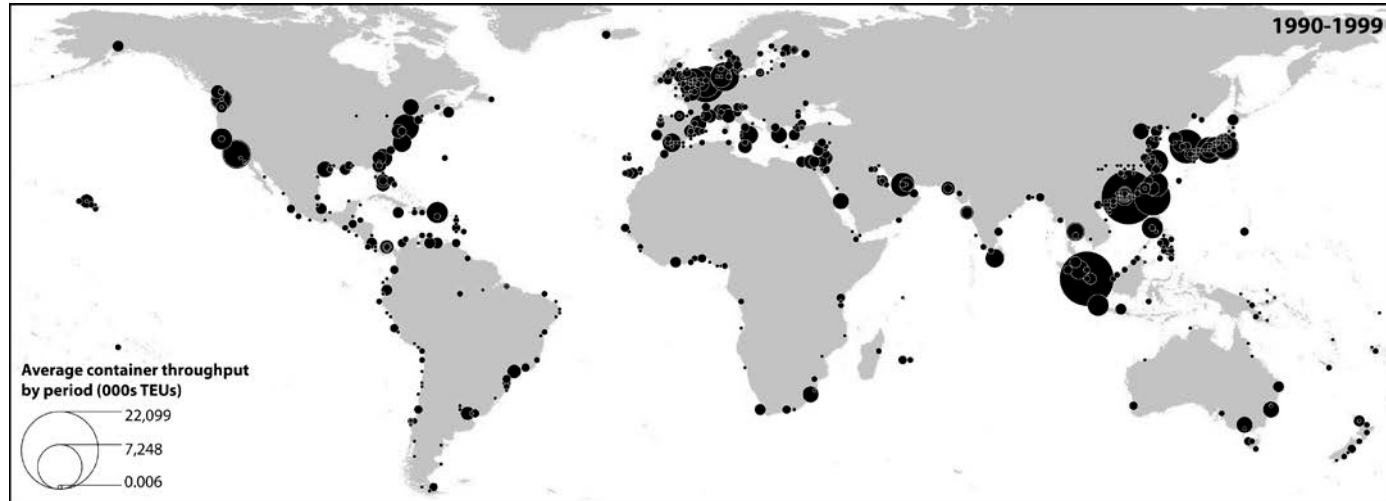 1990-1999
Average container throughput
by period (000s TEUs)
22,099
7,248
0.006